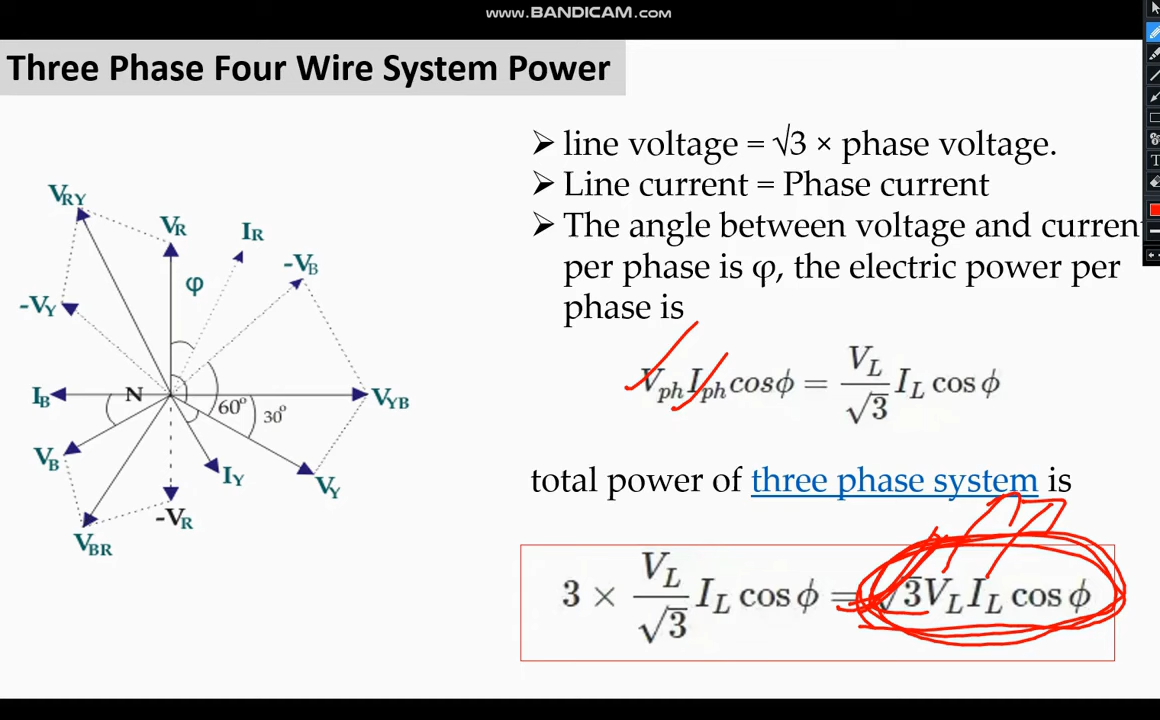 www.BANDICAM.com
Three Phase Four Wire System Power
➢ line voltage = √3 × phase voltage.
➢ Line current = Phase current
➢ The angle between voltage and current
per phase is φ, the electric power per
phase is
V_ph I_ph cosϕ = V_L/√3 I_L cos ϕ
total power of three phase system is
3 × V_L/√3 I_L cos ϕ = √3 V_L I_L cos ϕ
V_RY
V_R
I_R
-V_B
φ
-V_Y
I_B
N
V_YB
60°
30°
V_B
I_Y
V_Y
-V_R
V_BR
T